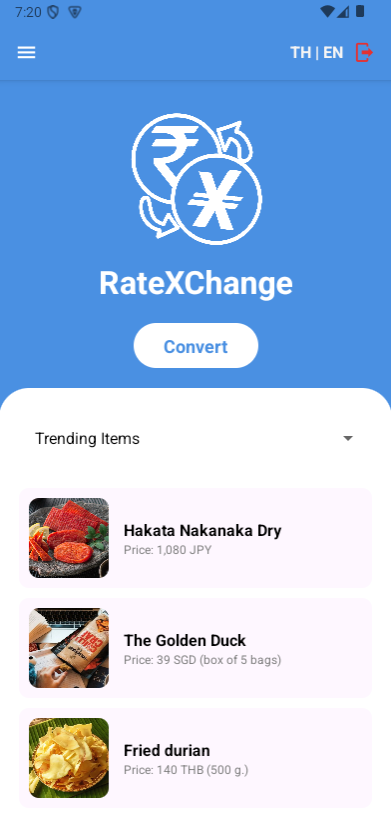 7:20
TH | EN
RateXChange
Convert
Trending Items
Hakata Nakanaka Dry
Price: 1,080 JPY
The Golden Duck
Price: 39 SGD (box of 5 bags)
Fried durian
Price: 140 THB (500 g.)